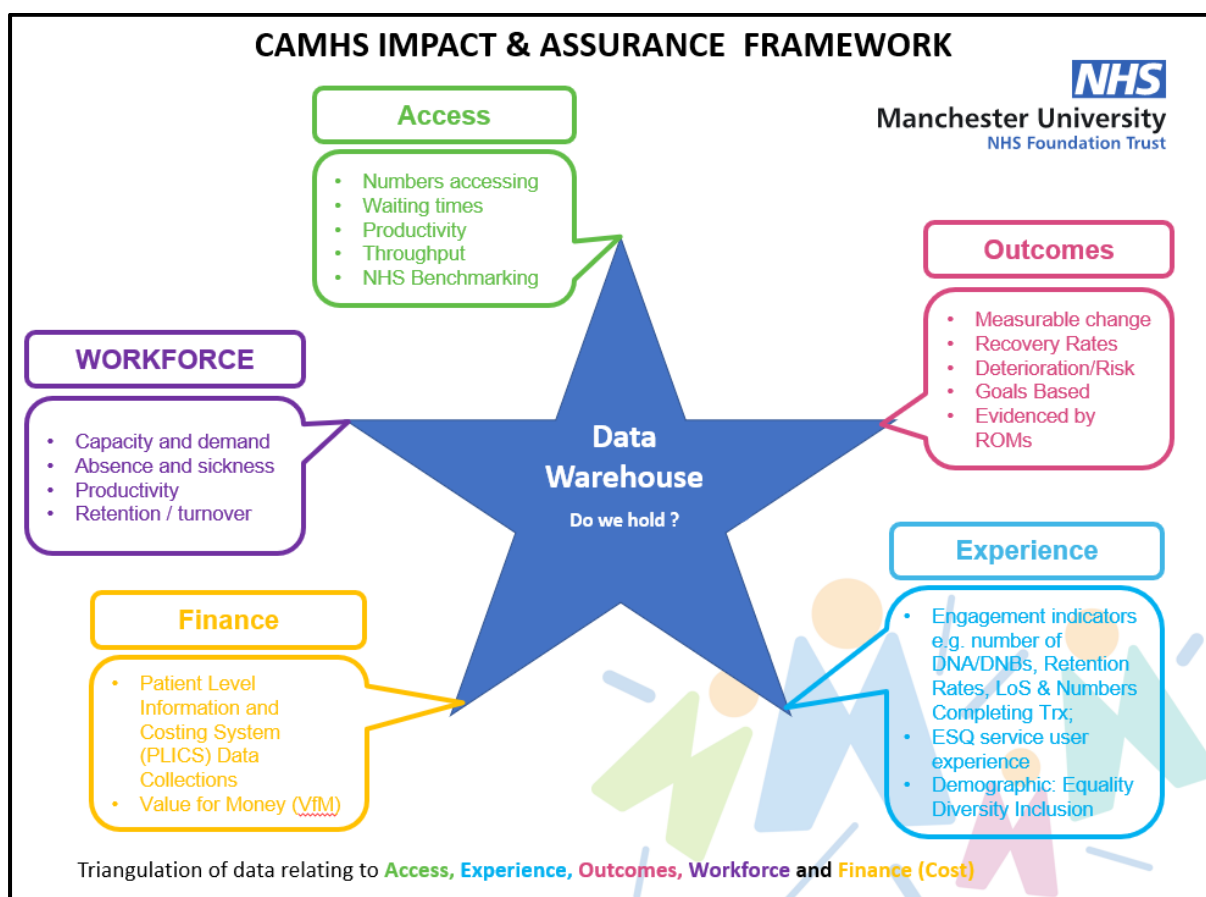 CAMHS IMPACT & ASSURANCE FRAMEWORK
NHS
Manchester University
NHS Foundation Trust
Access
• Numbers accessing
• Waiting times
• Productivity
• Throughput
• NHS Benchmarking
Outcomes
• Measurable change
• Recovery Rates
• Deterioration/Risk
• Goals Based
• Evidenced by
ROMs
WORKFORCE
• Capacity and demand
• Absence and sickness
• Productivity
• Retention / turnover
Data
Warehouse
Do we hold ?
Experience
• Engagement indicators
e.g. number of
DNA/DNBs, Retention
Rates, LoS & Numbers
Completing Trx;
• ESQ service user
experience
• Demographic: Equality
Diversity Inclusion
Finance
• Patient Level
Information and
Costing System
(PLICS) Data
Collections
• Value for Money (VfM)
Triangulation of data relating to Access, Experience, Outcomes, Workforce and Finance (Cost)